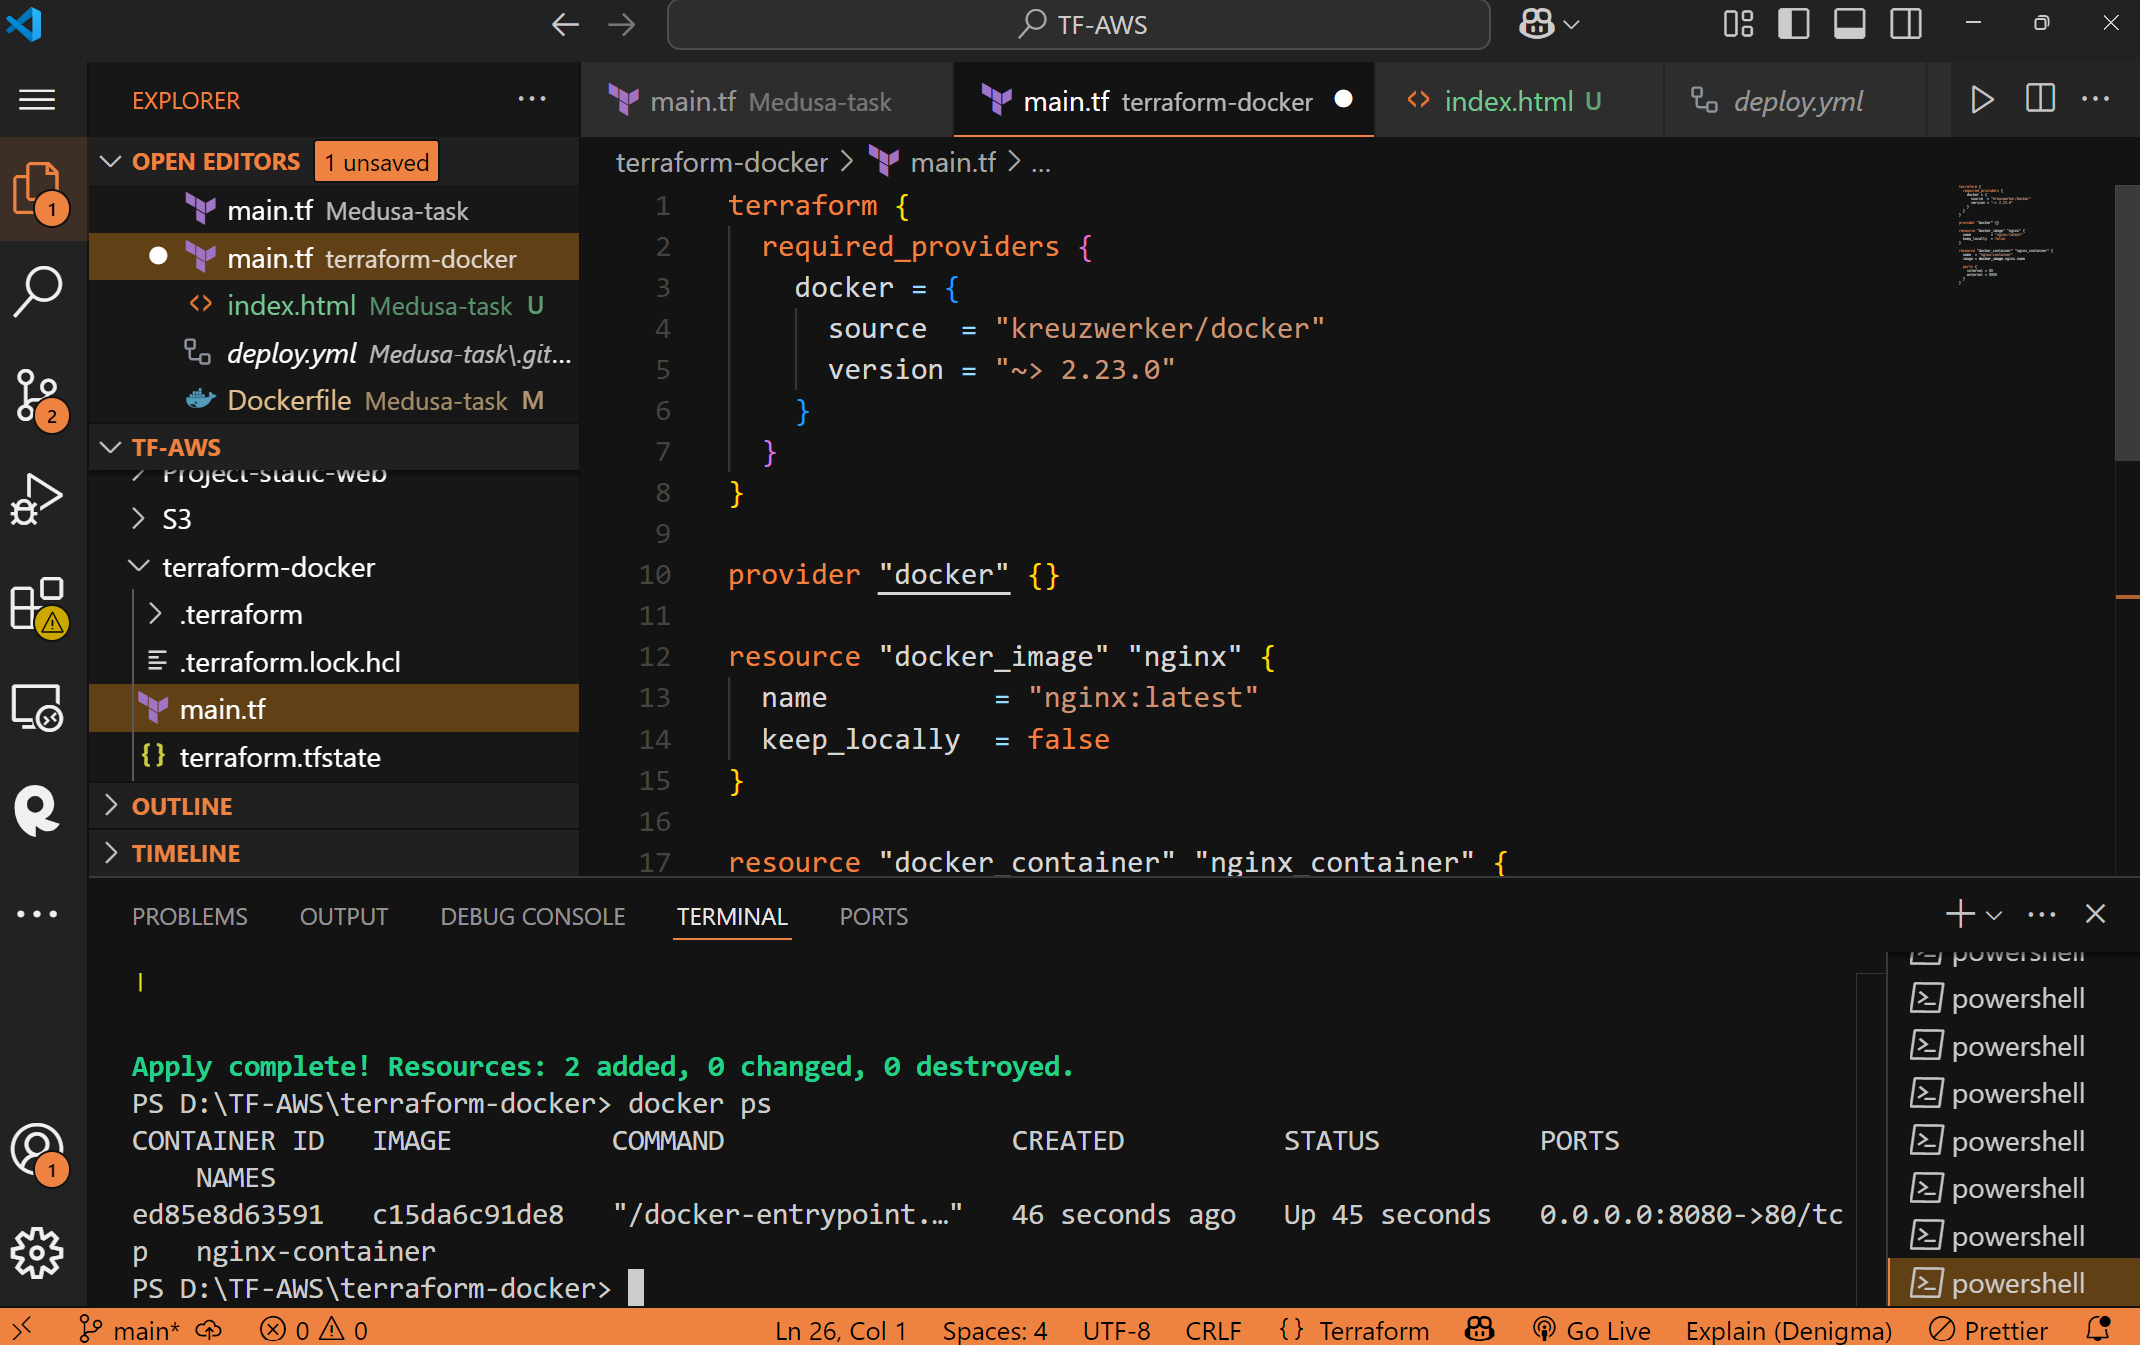 TF-AWS
EXPLORER
OPEN EDITORS 1 unsaved
main.tf Medusa-task
main.tf terraform-docker
index.html Medusa-task U
deploy.yml Medusa-task\.git...
Dockerfile Medusa-task M
TF-AWS
Project-static-web
S3
terraform-docker
.terraform
.terraform.lock.hcl
main.tf
terraform.tfstate
OUTLINE
TIMELINE
1
2
1
main.tf Medusa-task
main.tf terraform-docker
index.html U
deploy.yml
terraform-docker > main.tf > ...
1 terraform {
2   required_providers {
3     docker = {
4       source  = "kreuzwerker/docker"
5       version = "~> 2.23.0"
6     }
7   }
8 }
9
10 provider "docker" {}
11
12 resource "docker_image" "nginx" {
13   name          = "nginx:latest"
14   keep_locally  = false
15 }
16
17 resource "docker_container" "nginx_container" {
PROBLEMS OUTPUT DEBUG CONSOLE TERMINAL PORTS
Apply complete! Resources: 2 added, 0 changed, 0 destroyed.
PS D:\TF-AWS\terraform-docker> docker ps
CONTAINER ID   IMAGE          COMMAND                  CREATED          STATUS          PORTS
    NAMES
ed85e8d63591   c15da6c91de8   "/docker-entrypoint.…"   46 seconds ago   Up 45 seconds   0.0.0.0:8080->80/tc
p   nginx-container
PS D:\TF-AWS\terraform-docker>
powershell
powershell
powershell
powershell
powershell
powershell
powershell
powershell
main* 0 0 Ln 26, Col 1 Spaces: 4 UTF-8 CRLF {} Terraform Go Live Explain (Denigma) Prettier